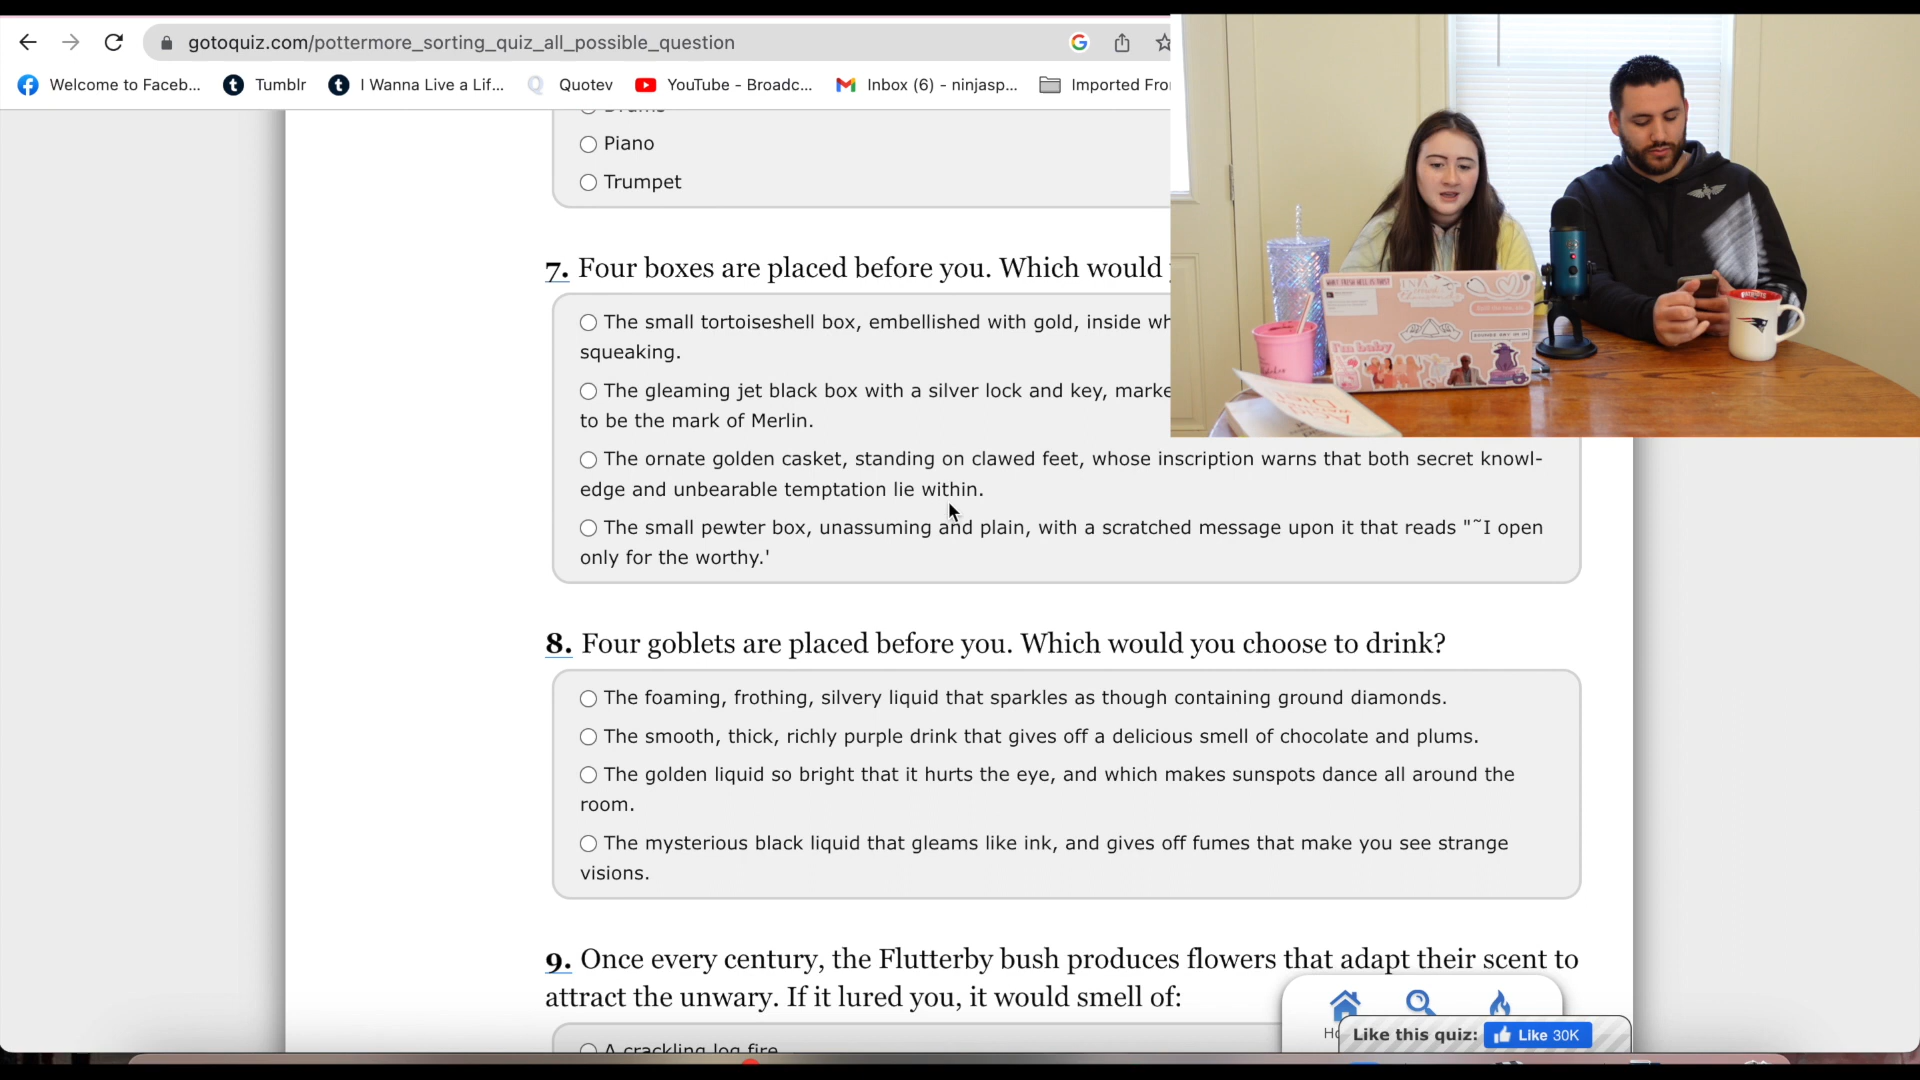 gotoquiz.com/pottermore_sorting_quiz_all_possible_question
Welcome to Faceb... Tumblr I Wanna Live a Lif... Quotev YouTube - Broadc... Inbox (6) - ninjasp... Imported Fro
Drums
Piano
Trumpet
7. Four boxes are placed before you. Which would
The small tortoiseshell box, embellished with gold, inside wh
squeaking.
The gleaming jet black box with a silver lock and key, marke
to be the mark of Merlin.
The ornate golden casket, standing on clawed feet, whose inscription warns that both secret knowl-
edge and unbearable temptation lie within.
The small pewter box, unassuming and plain, with a scratched message upon it that reads "˜I open
only for the worthy.'
8. Four goblets are placed before you. Which would you choose to drink?
The foaming, frothing, silvery liquid that sparkles as though containing ground diamonds.
The smooth, thick, richly purple drink that gives off a delicious smell of chocolate and plums.
The golden liquid so bright that it hurts the eye, and which makes sunspots dance all around the
room.
The mysterious black liquid that gleams like ink, and gives off fumes that make you see strange
visions.
9. Once every century, the Flutterby bush produces flowers that adapt their scent to
attract the unwary. If it lured you, it would smell of:
A crackling log fire
Like this quiz: Like 30K
I'm baby
PATRIOTS